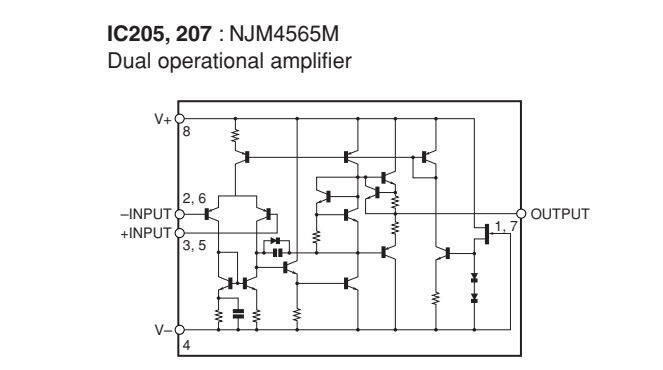 IC205, 207 : NJM4565M
Dual operational amplifier
V+
8
2, 6
–INPUT
+INPUT
3, 5
OUTPUT
1, 7
V–
4